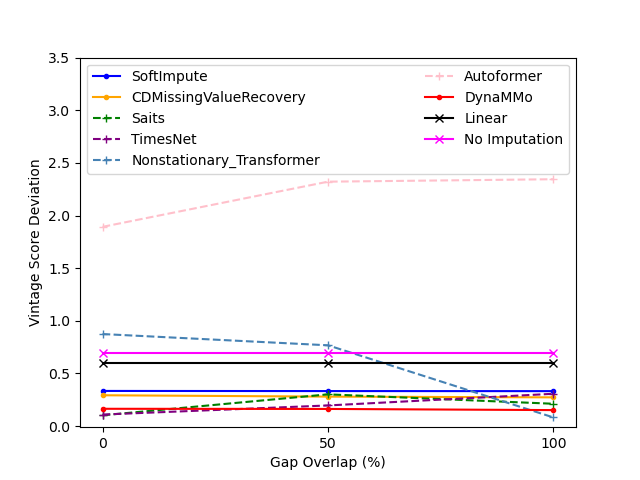 3.5
3.0
2.5
2.0
1.5
1.0
0.5
0.0
Vintage Score Deviation
SoftImpute
CDMissingValueRecovery
Saits
TimesNet
Nonstationary_Transformer
Autoformer
DynaMMo
Linear
No Imputation
0
50
100
Gap Overlap (%)